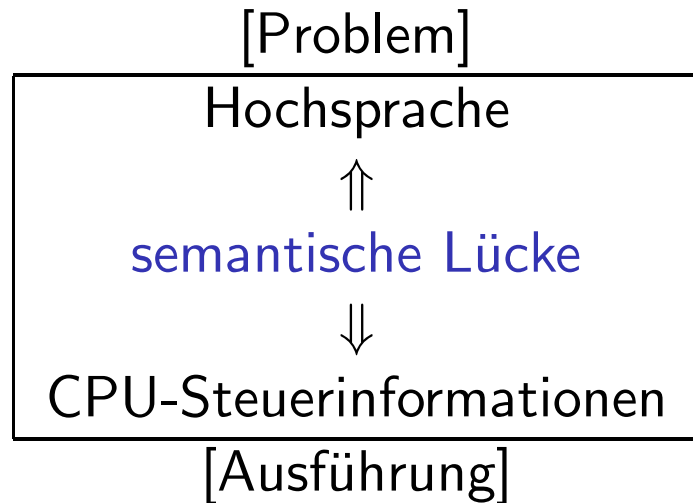 [Problem]
Hochsprache
⇑
semantische Lücke
⇓
CPU-Steuerinformationen
[Ausführung]